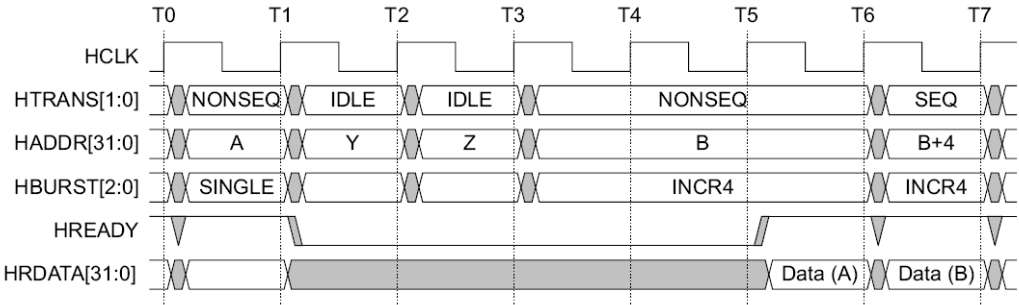 T0 T1 T2 T3 T4 T5 T6 T7
HCLK
HTRANS[1:0] NONSEQ IDLE IDLE NONSEQ SEQ
HADDR[31:0] A Y Z B B+4
HBURST[2:0] SINGLE INCR4 INCR4
HREADY
HRDATA[31:0] Data (A) Data (B)